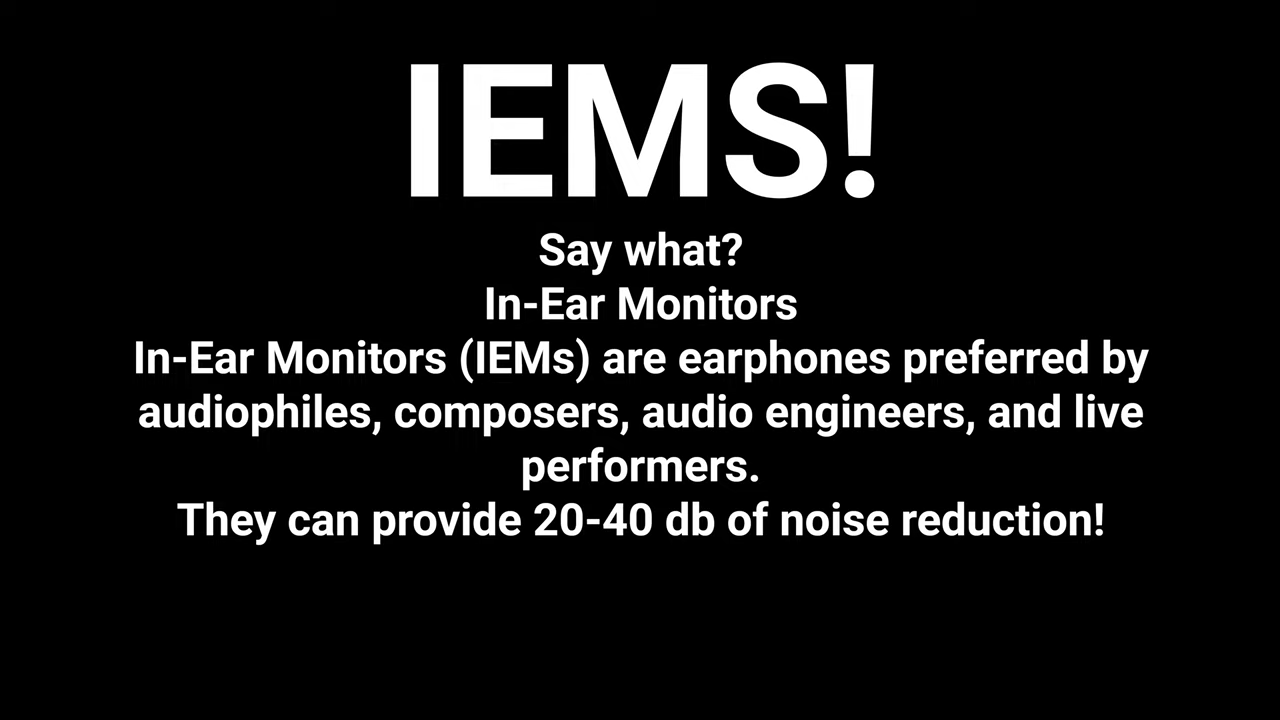 IEMS!
Say what?
In-Ear Monitors
In-Ear Monitors (IEMs) are earphones preferred by
audiophiles, composers, audio engineers, and live
performers.
They can provide 20-40 db of noise reduction!